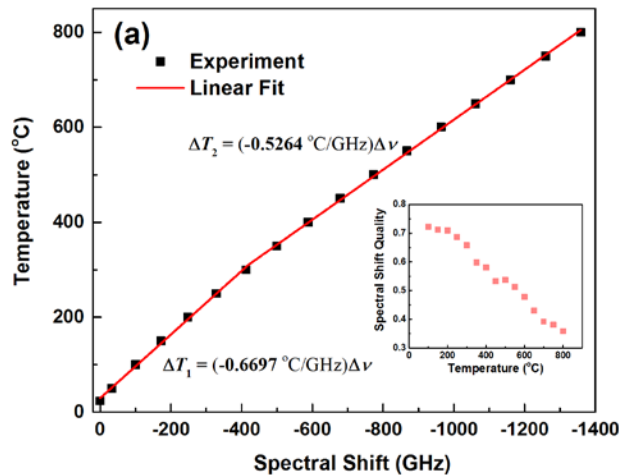 (a)
Experiment
Linear Fit
ΔT₂ = (-0.5264 °C/GHz)Δν
ΔT₁ = (-0.6697 °C/GHz)Δν
Temperature (°C)
800
600
400
200
0
0 -200 -400 -600 -800 -1000 -1200 -1400
Spectral Shift (GHz)
Spectral Shift Quality
0.8
0.7
0.6
0.5
0.4
0.3
0 200 400 600 800
Temperature (°C)